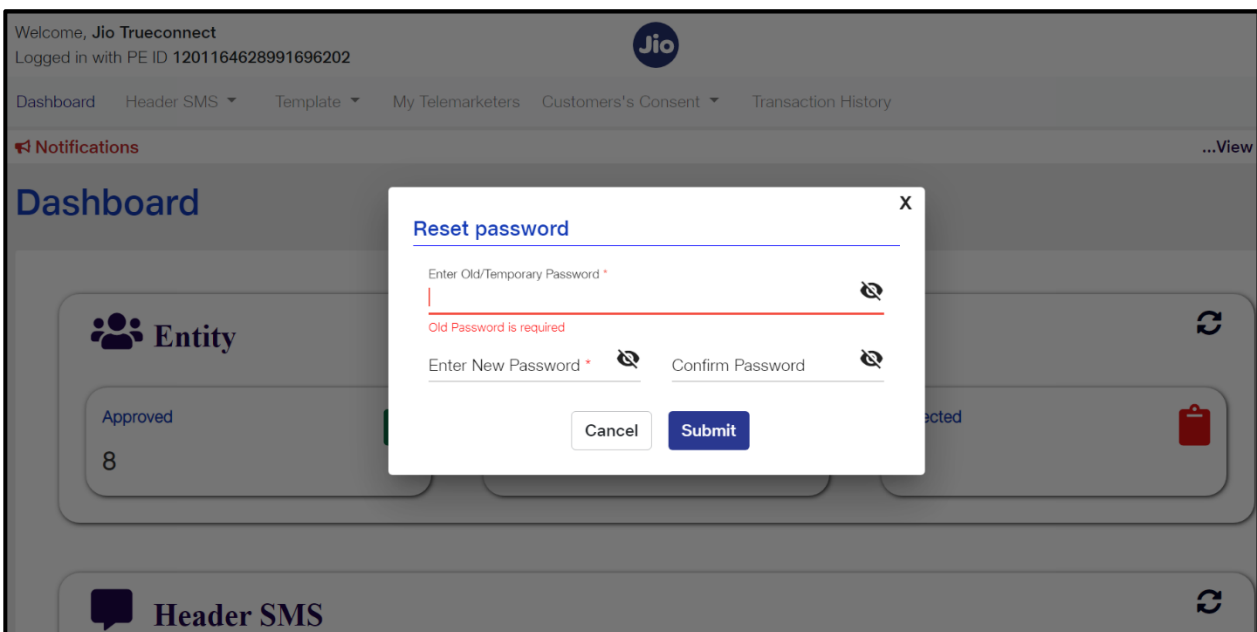 Welcome, Jio Trueconnect
Jio
Logged in with PE ID 1201164628991696202
Dashboard Header SMS Template My Telemarketers Customers's Consent Transaction History
Notifications ...View
Dashboard
X
Reset password
Enter Old/Temporary Password *
Old Password is required
Enter New Password * Confirm Password
Cancel Submit
Entity
Approved ected
8
Header SMS